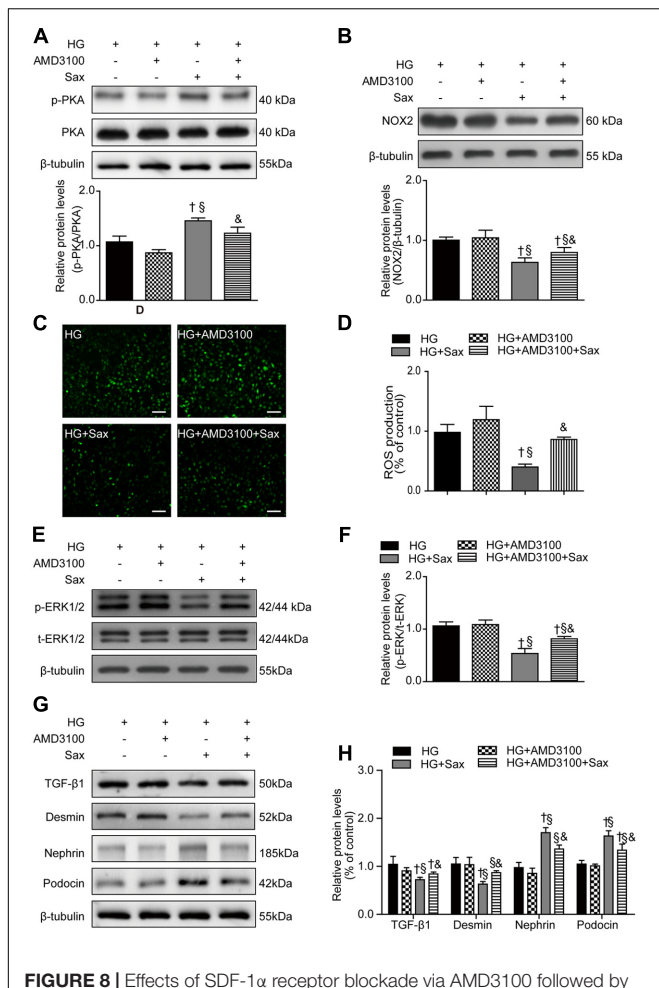 A
HG + + + +
AMD3100 - + - +
Sax - - + +
p-PKA 40 kDa
PKA 40 kDa
β-tubulin 55kDa
Relative protein levels
(p-PKA/PKA)
2.0
1.0
0.0
† §
&
D
B
HG + + + +
AMD3100 - + - +
Sax - - + +
NOX2 60 kDa
β-tubulin 55 kDa
Relative protein levels
(NOX2/β-tubulin)
2.0
1.0
0.0
†§
†§&
C
HG
HG+AMD3100
HG+Sax
HG+AMD3100+Sax
D
HG HG+AMD3100
HG+Sax HG+AMD3100+Sax
ROS production
(% of control)
2.0
1.0
0.0
†§
&
E
HG + + + +
AMD3100 - + - +
Sax - - + +
p-ERK1/2 42/44 kDa
t-ERK1/2 42/44kDa
β-tubulin 55kDa
F
HG HG+AMD3100
HG+Sax HG+AMD3100+Sax
Relative protein levels
(p-ERK/t-ERK)
2.0
1.0
0.0
†§
†§&
G
HG + + + +
AMD3100 - + - +
Sax - - + +
TGF-β1 50kDa
Desmin 52kDa
Nephrin 185kDa
Podocin 42kDa
β-tubulin 55kDa
H
HG HG+AMD3100
HG+Sax HG+AMD3100+Sax
Relative protein levels
(% of control)
3.0
2.0
1.0
0.0
†§ †& †§ §& †§ §& †§ †§&
TGF-β1 Desmin Nephrin Podocin
FIGURE 8 | Effects of SDF-1α receptor blockade via AMD3100 followed by